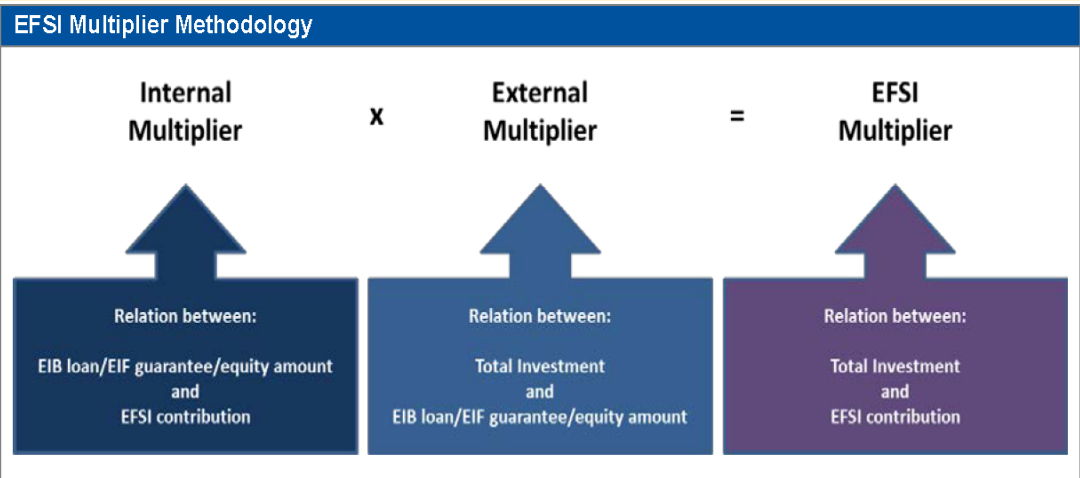 EFSI Multiplier Methodology
Internal
Multiplier
x
External
Multiplier
=
EFSI
Multiplier
Relation between:
EIB loan/EIF guarantee/equity amount
and
EFSI contribution
Relation between:
Total Investment
and
EIB loan/EIF guarantee/equity amount
Relation between:
Total Investment
and
EFSI contribution